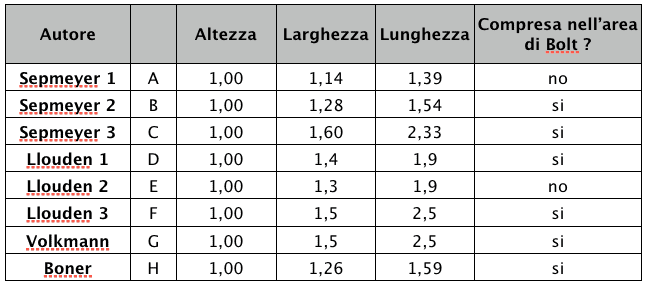 Autore Altezza Larghezza Lunghezza Compresa nell'area di Bolt ?
Sepmeyer 1 A 1,00 1,14 1,39 no
Sepmeyer 2 B 1,00 1,28 1,54 si
Sepmeyer 3 C 1,00 1,60 2,33 si
Llouden 1 D 1,00 1,4 1,9 si
Llouden 2 E 1,00 1,3 1,9 no
Llouden 3 F 1,00 1,5 2,5 si
Volkmann G 1,00 1,5 2,5 si
Boner H 1,00 1,26 1,59 si